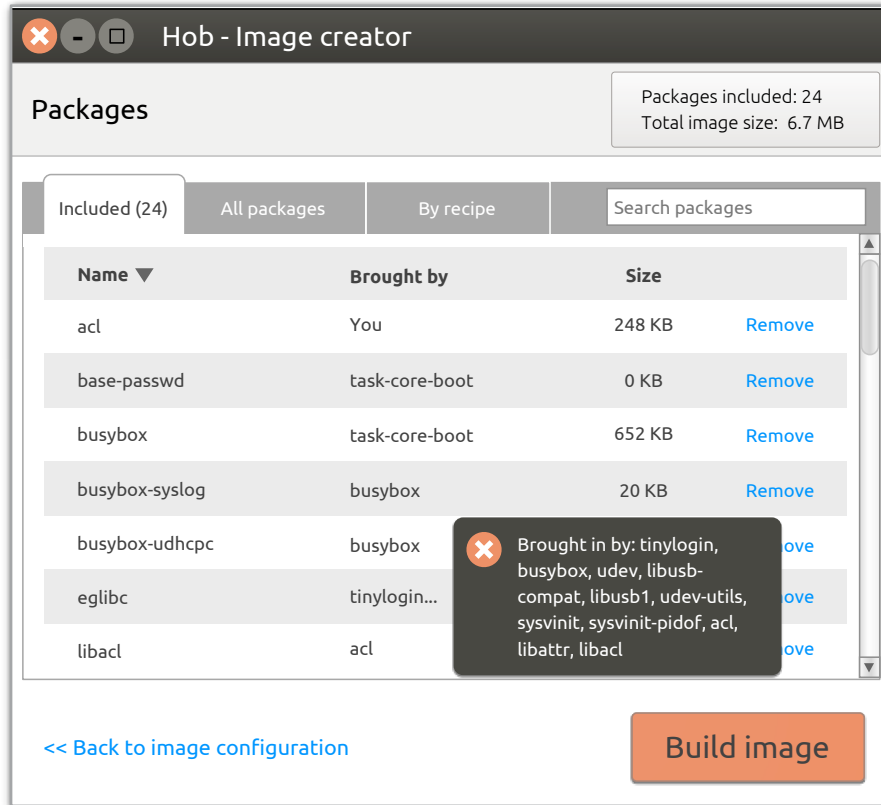 Hob - Image creator
Packages
Packages included: 24
Total image size: 6.7 MB
Included (24) All packages By recipe Search packages
Name Brought by Size
acl You 248 KB Remove
base-passwd task-core-boot 0 KB Remove
busybox task-core-boot 652 KB Remove
busybox-syslog busybox 20 KB Remove
busybox-udhcpc busybox ove
eglibc tinylogin... ove
libacl acl ove
Brought in by: tinylogin,
busybox, udev, libusb-
compat, libusb1, udev-utils,
sysvinit, sysvinit-pidof, acl,
libattr, libacl
<< Back to image configuration Build image